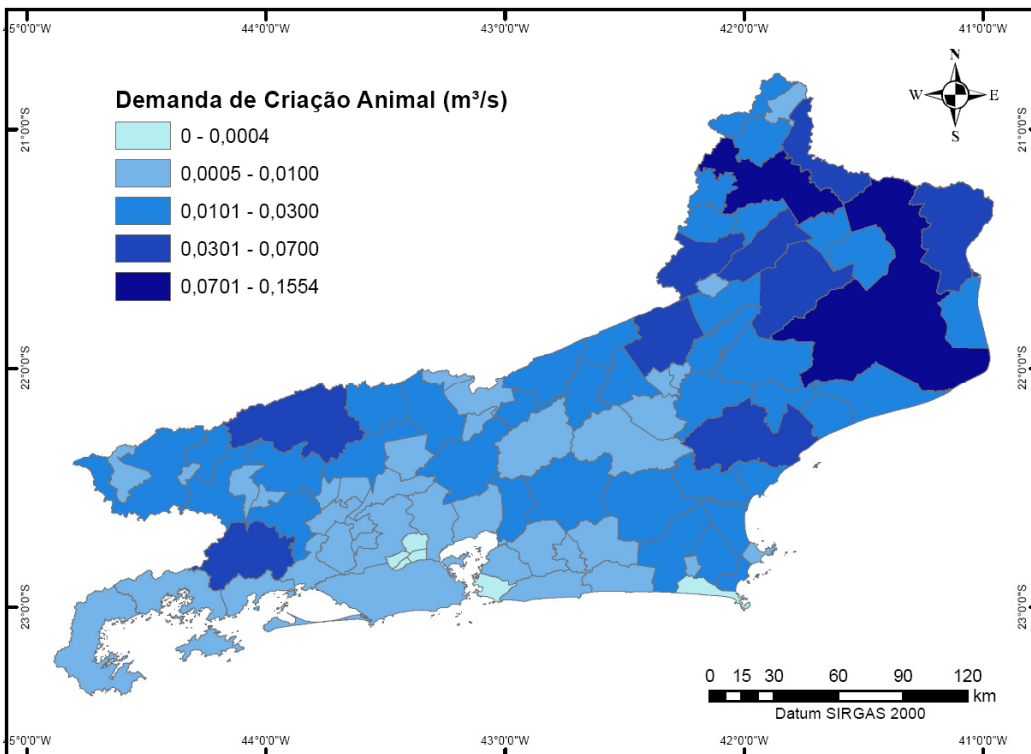 45°0'0"W 44°0'0"W 43°0'0"W 42°0'0"W 41°0'0"W
N
W E
S
Demanda de Criação Animal (m³/s)
0 - 0,0004
0,0005 - 0,0100
0,0101 - 0,0300
0,0301 - 0,0700
0,0701 - 0,1554
21°0'0"S 21°0'0"S
22°0'0"S 22°0'0"S
23°0'0"S 23°0'0"S
0 15 30 60 90 120
km
Datum SIRGAS 2000
45°0'0"W 44°0'0"W 43°0'0"W 42°0'0"W 41°0'0"W